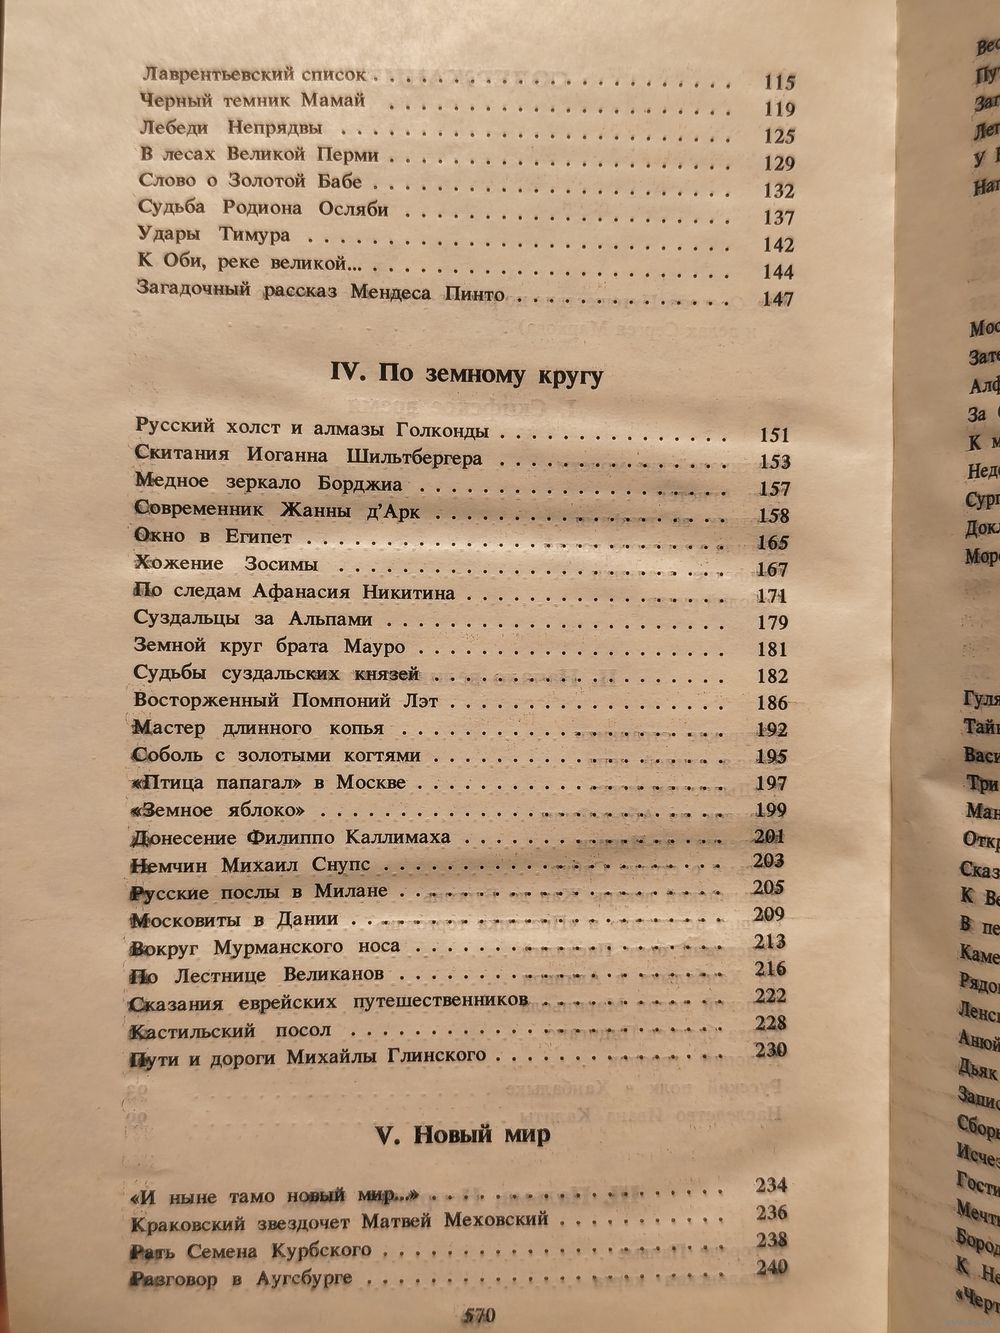 Лаврентьевский список . . . . . . . . . . . . . . . . . . 115
Черный темник Мамай . . . . . . . . . . . . . . . . . . 119
Лебеди Непрядвы . . . . . . . . . . . . . . . . . . . . 125
В лесах Великой Перми . . . . . . . . . . . . . . . . . 129
Слово о Золотой Бабе . . . . . . . . . . . . . . . . . . 132
Судьба Родиона Осляби . . . . . . . . . . . . . . . . . 137
Удары Тимура . . . . . . . . . . . . . . . . . . . . . . 142
К Оби, реке великой... . . . . . . . . . . . . . . . . . . 144
Загадочный рассказ Мендеса Пинто . . . . . . . . . . . 147
IV. По земному кругу
Русский холст и алмазы Голконды . . . . . . . . . . . . 151
Скитания Иоганна Шильтбергера . . . . . . . . . . . . 153
Медное зеркало Борджиа . . . . . . . . . . . . . . . . 157
Современник Жанны д'Арк . . . . . . . . . . . . . . . 158
Окно в Египет . . . . . . . . . . . . . . . . . . . . . 165
Хожение Зосимы . . . . . . . . . . . . . . . . . . . . 167
По следам Афанасия Никитина . . . . . . . . . . . . . 171
Суздальцы за Альпами . . . . . . . . . . . . . . . . . 179
Земной круг брата Мауро . . . . . . . . . . . . . . . . 181
Судьбы суздальских князей . . . . . . . . . . . . . . . 182
Восторженный Помпоний Лэт . . . . . . . . . . . . . . 186
Мастер длинного копья . . . . . . . . . . . . . . . . . 192
Соболь с золотыми когтями . . . . . . . . . . . . . . . 195
«Птица папагал» в Москве . . . . . . . . . . . . . . . . 197
«Земное яблоко» . . . . . . . . . . . . . . . . . . . . . 199
Донесение Филиппо Каллимаха . . . . . . . . . . . . . 201
Немчин Михаил Снупс . . . . . . . . . . . . . . . . . . 203
Русские послы в Милане . . . . . . . . . . . . . . . . . 205
Московиты в Дании . . . . . . . . . . . . . . . . . . . 209
Вокруг Мурманского носа . . . . . . . . . . . . . . . . 213
По Лестнице Великанов . . . . . . . . . . . . . . . . . 216
Сказания еврейских путешественников . . . . . . . . . . 222
Кастильский посол . . . . . . . . . . . . . . . . . . . 228
Пути и дороги Михайлы Глинского . . . . . . . . . . . . 230
V. Новый мир
«И ныне тамо новый мир...» . . . . . . . . . . . . . . . 234
Краковский звездочет Матвей Меховский . . . . . . . . . 236
Рать Семена Курбского . . . . . . . . . . . . . . . . . . 238
Разговор в Аугсбурге . . . . . . . . . . . . . . . . . . 240
570